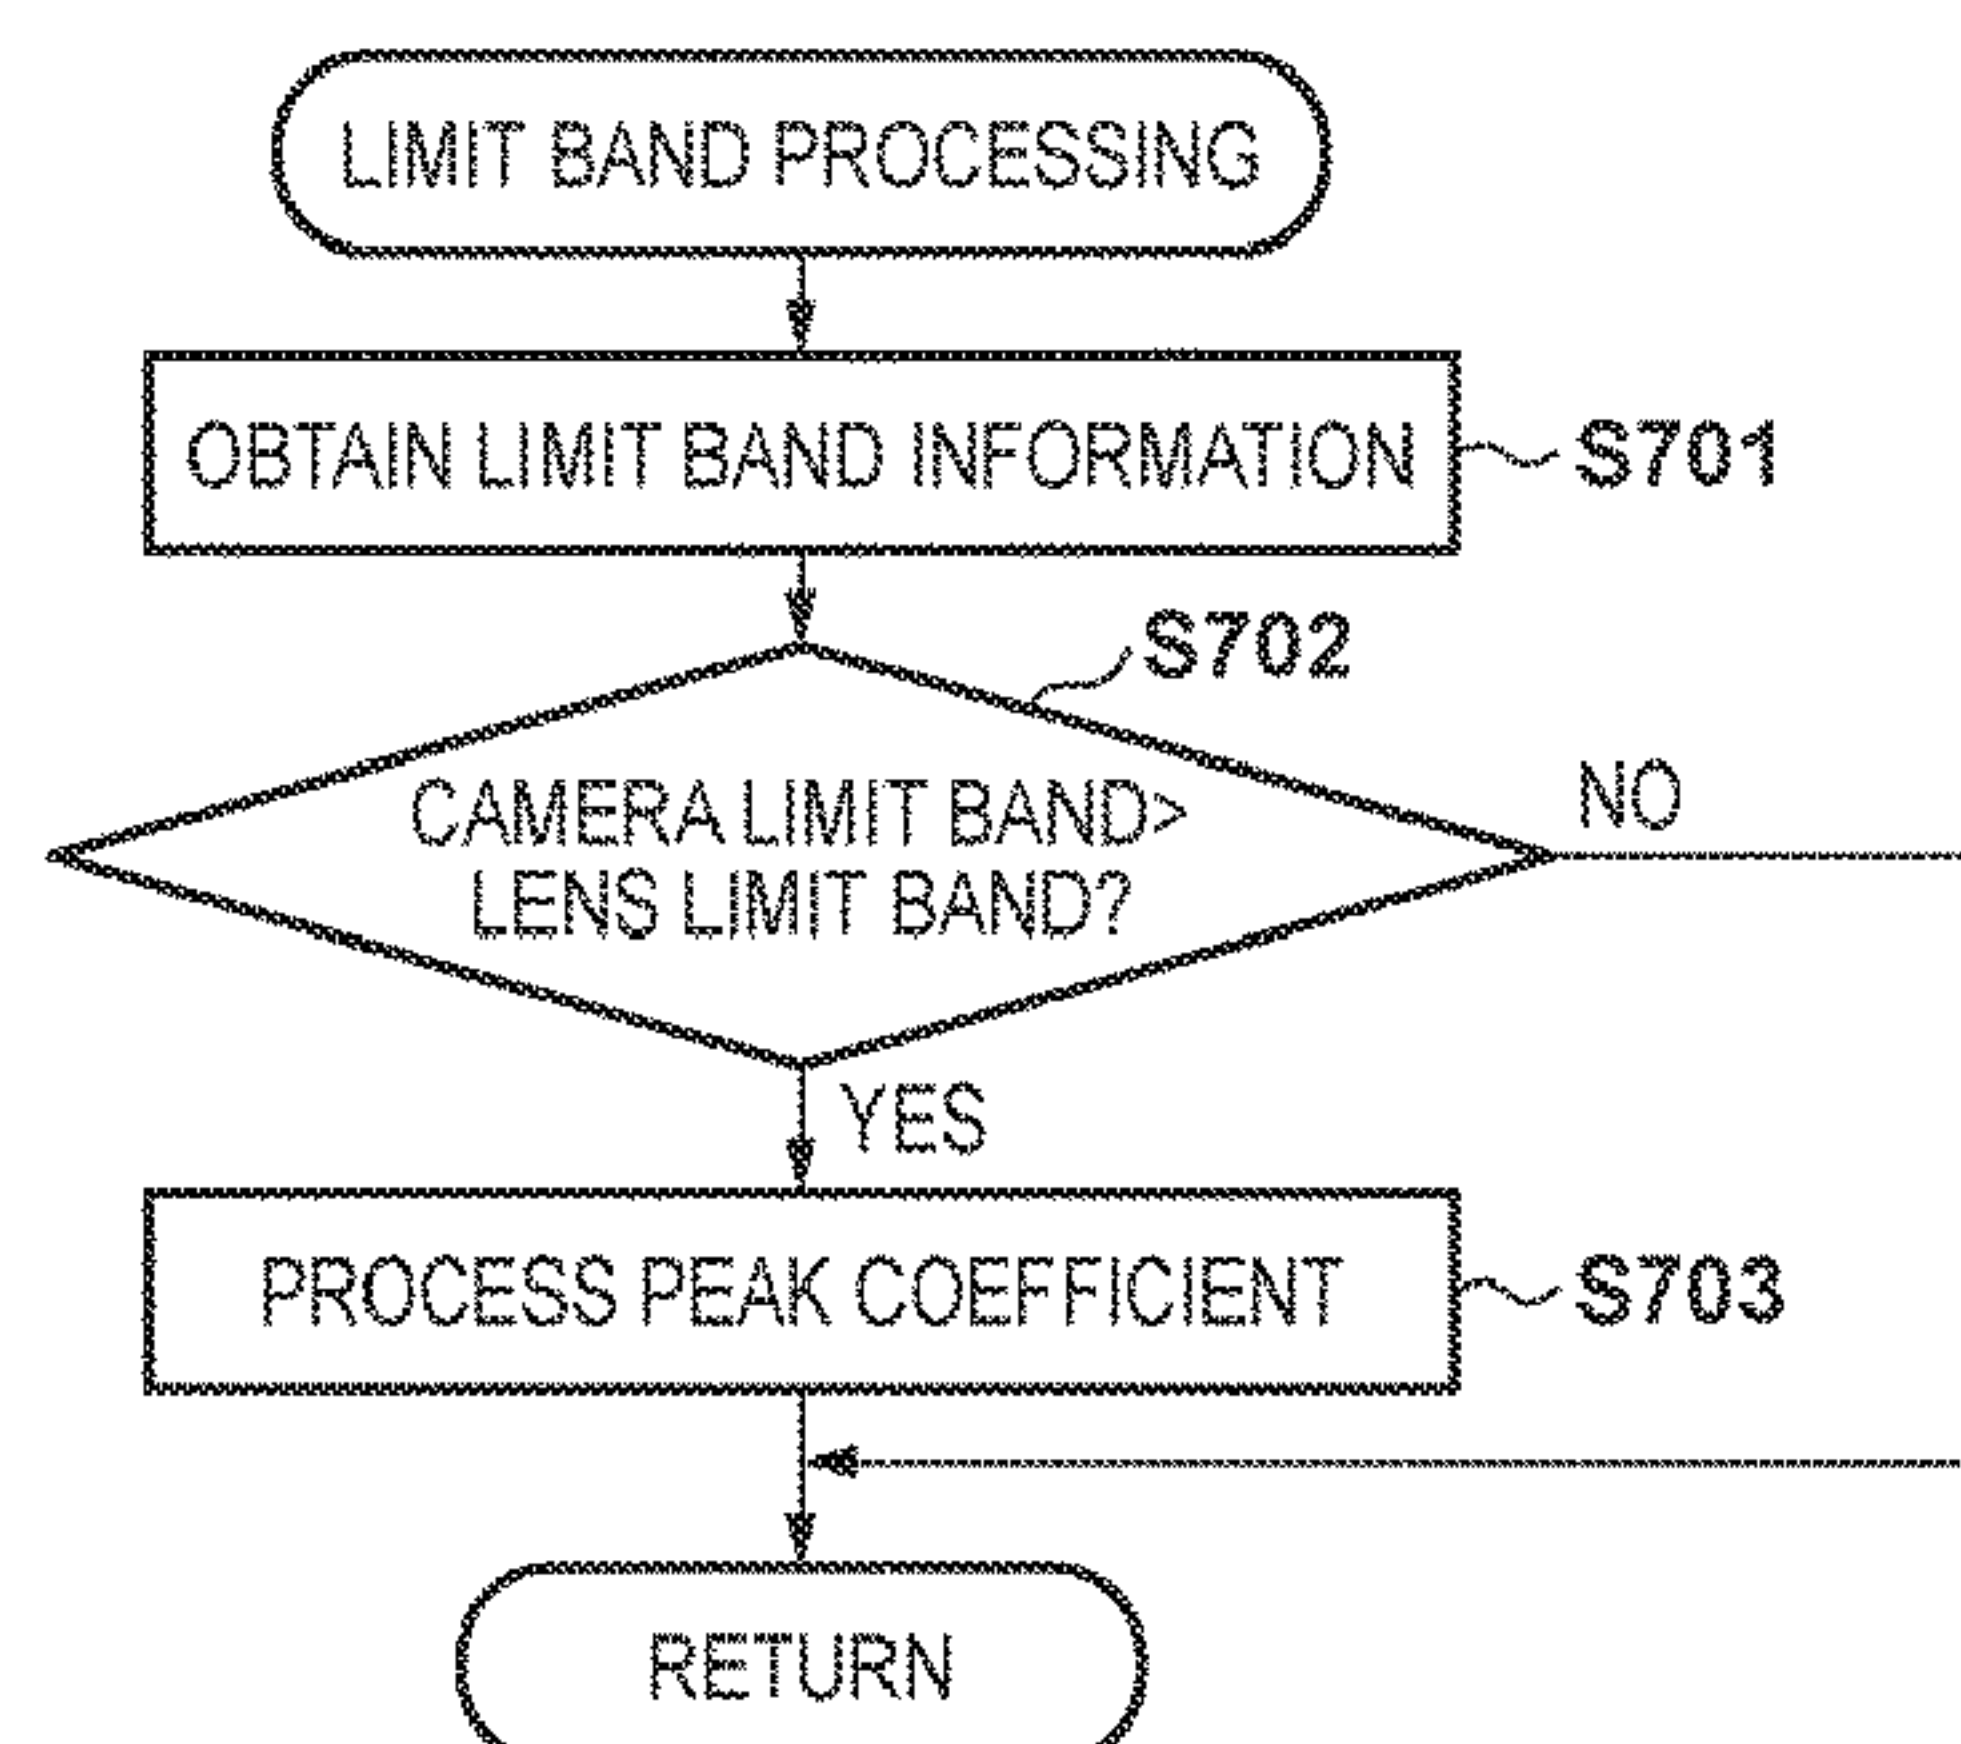 LIMIT BAND PROCESSING
OBTAIN LIMIT BAND INFORMATION
S701
S702
CAMERA LIMIT BAND>
LENS LIMIT BAND?
NO
YES
PROCESS PEAK COEFFICIENT
S703
RETURN